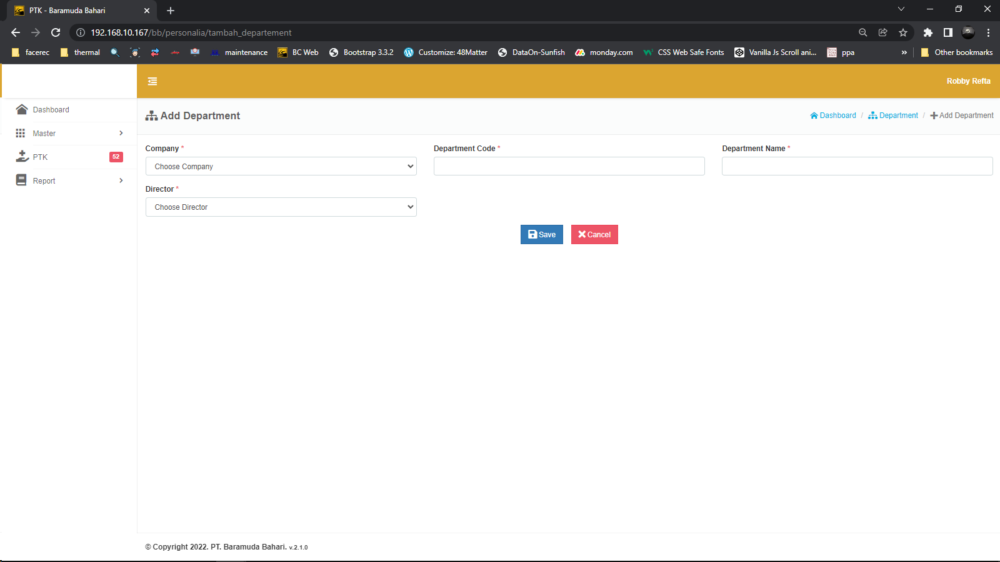 PTK - Baramuda Bahari
192.168.10.167/bb/personalia/tambah_departement
facerec thermal maintenance BC Web Bootstrap 3.3.2 Customize: 48Matter DataOn-Sunfish monday.com CSS Web Safe Fonts Vanilla Js Scroll ani... ppa » Other bookmarks
Robby Refta
Dashboard
Master
PTK 52
Report
Add Department
Dashboard / Department / Add Department
Company * Department Code * Department Name *
Choose Company
Director *
Choose Director
Save Cancel
© Copyright 2022. PT. Baramuda Bahari. v.2.1.0